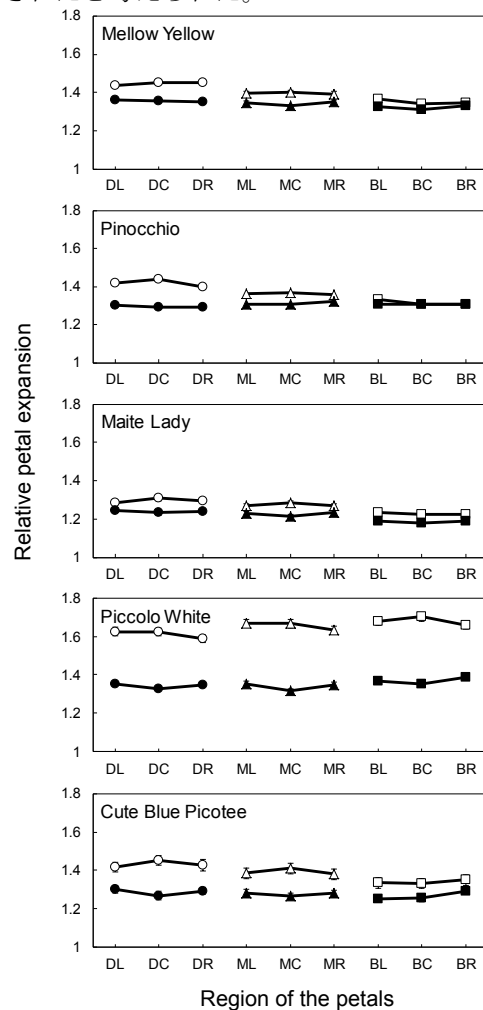 Mellow Yellow
1.8
1.6
1.4
1.2
1
DL DC DR ML MC MR BL BC BR
Pinocchio
1.8
1.6
1.4
1.2
1
DL DC DR ML MC MR BL BC BR
Maite Lady
1.8
1.6
1.4
1.2
1
DL DC DR ML MC MR BL BC BR
Piccolo White
1.8
1.6
1.4
1.2
1
DL DC DR ML MC MR BL BC BR
Cute Blue Picotee
1.8
1.6
1.4
1.2
1
DL DC DR ML MC MR BL BC BR
Relative petal expansion
Region of the petals